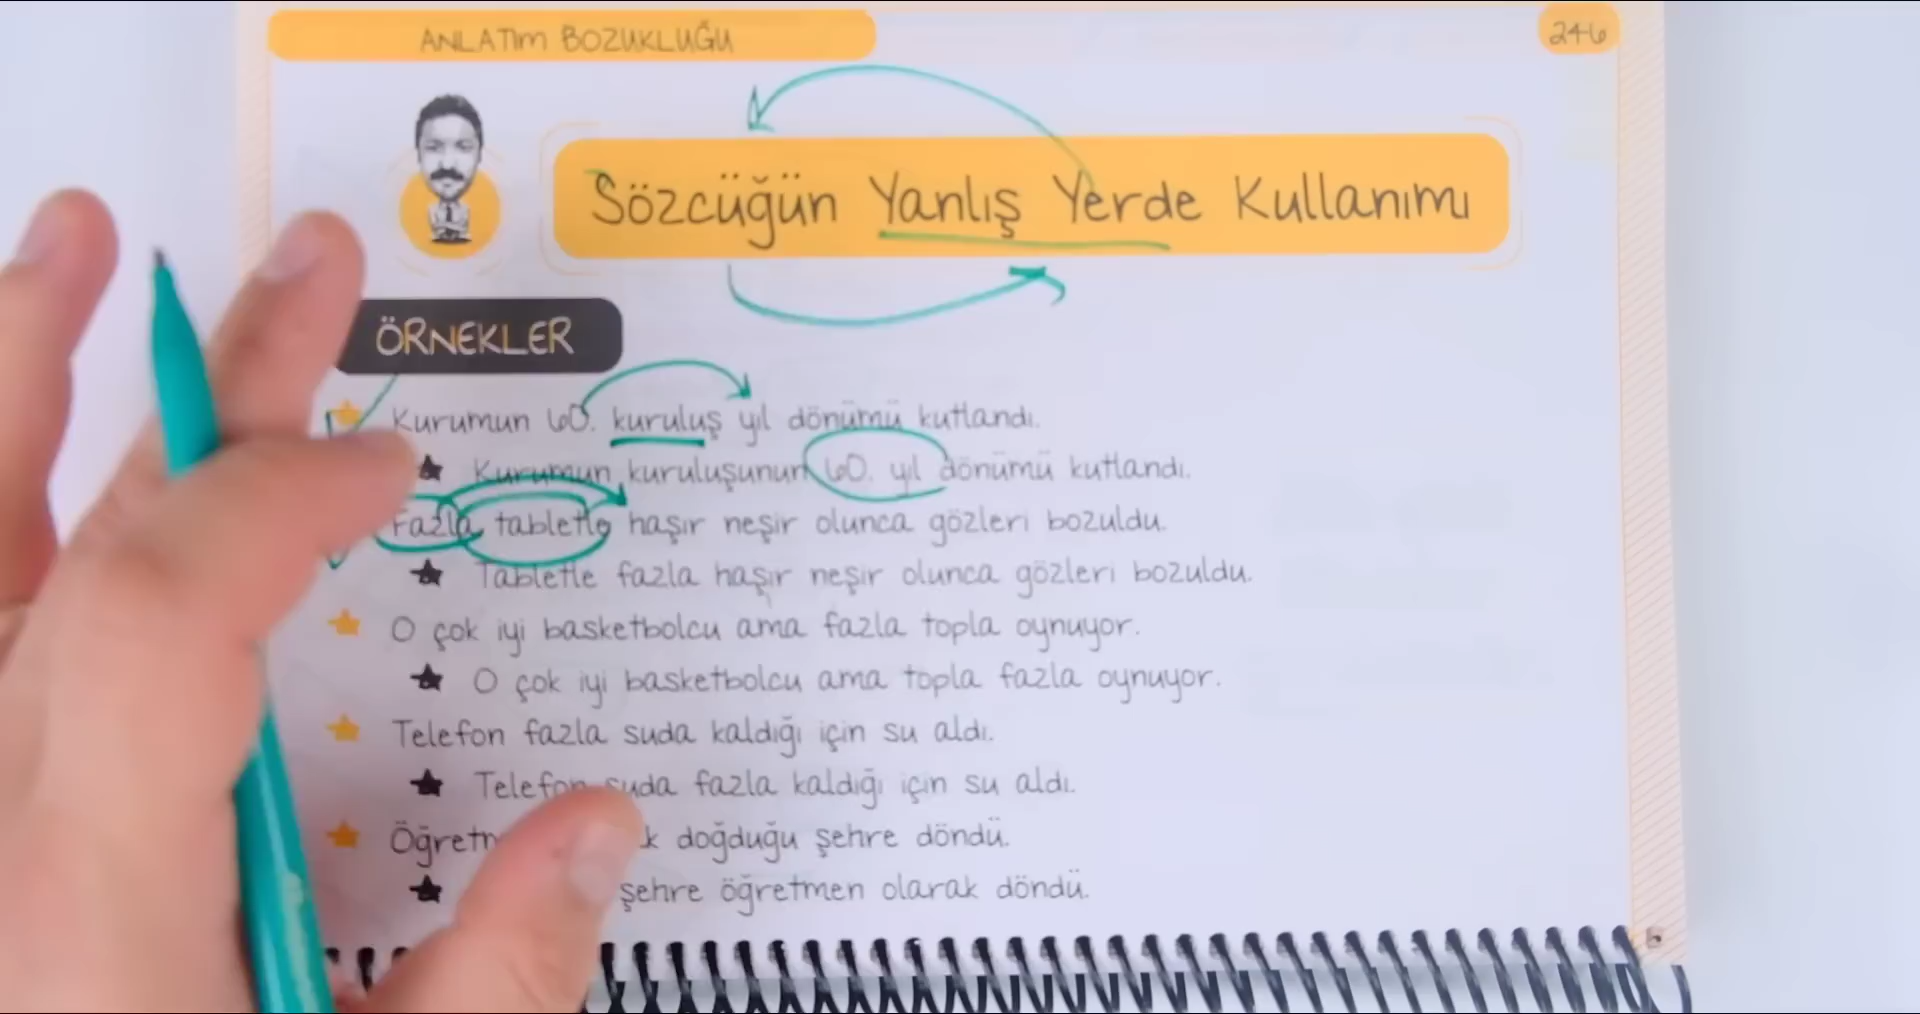 ANLATIM BOZUKLUĞU
246
Sözcüğün Yanlış Yerde Kullanımı
ÖRNEKLER
Kurumun 60. kuruluş yıl dönümü kutlandı.
Kurumun kuruluşunun 60. yıl dönümü kutlandı.
Fazla tabletle haşır neşir olunca gözleri bozuldu.
Tabletle fazla haşır neşir olunca gözleri bozuldu.
O çok iyi basketbolcu ama fazla topla oynuyor.
O çok iyi basketbolcu ama topla fazla oynuyor.
Telefon fazla suda kaldığı için su aldı.
Telefon suda fazla kaldığı için su aldı.
doğduğu şehre döndü.
şehre öğretmen olarak döndü.